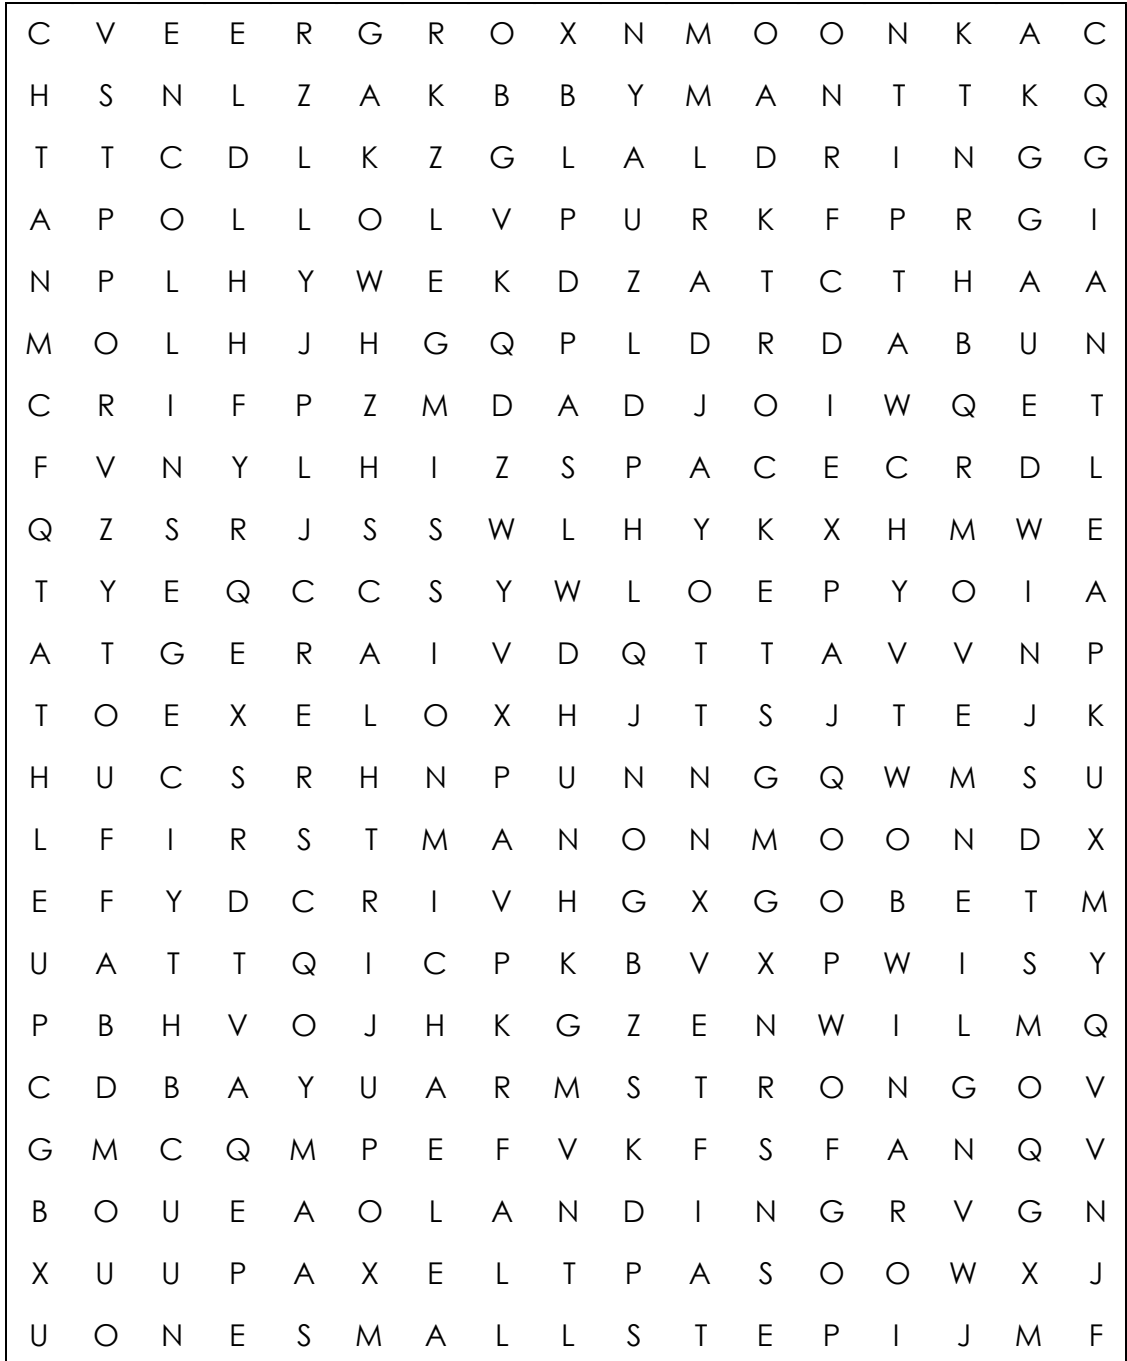 C V E E R G R O X N M O O N K A C
H S N L Z A K B B Y M A N T T K Q
T T C D L K Z G L A L D R I N G G
A P O L L O L V P U R K F P R G I
N P L H Y W E K D Z A T C T H A A
M O L H J H G Q P L D R D A B U N
C R I F P Z M D A D J O I W Q E T
F V N Y L H I Z S P A C E C R D L
Q Z S R J S S W L H Y K X H M W E
T Y E Q C C S Y W L O E P Y O I A
A T G E R A I V D Q T T A V V N P
T O E X E L O X H J T S J T E J K
H U C S R H N P U N N G Q W M S U
L F I R S T M A N O N M O O N D X
E F Y D C R I V H G X G O B E T M
U A T T Q I C P K B V X P W I S Y
P B H V O J H K G Z E N W I L M Q
C D B A Y U A R M S T R O N G O V
G M C Q M P E F V K F S F A N Q V
B O U E A O L A N D I N G R V G N
X U U P A X E L T P A S O O W X J
U O N E S M A L L S T E P I J M F